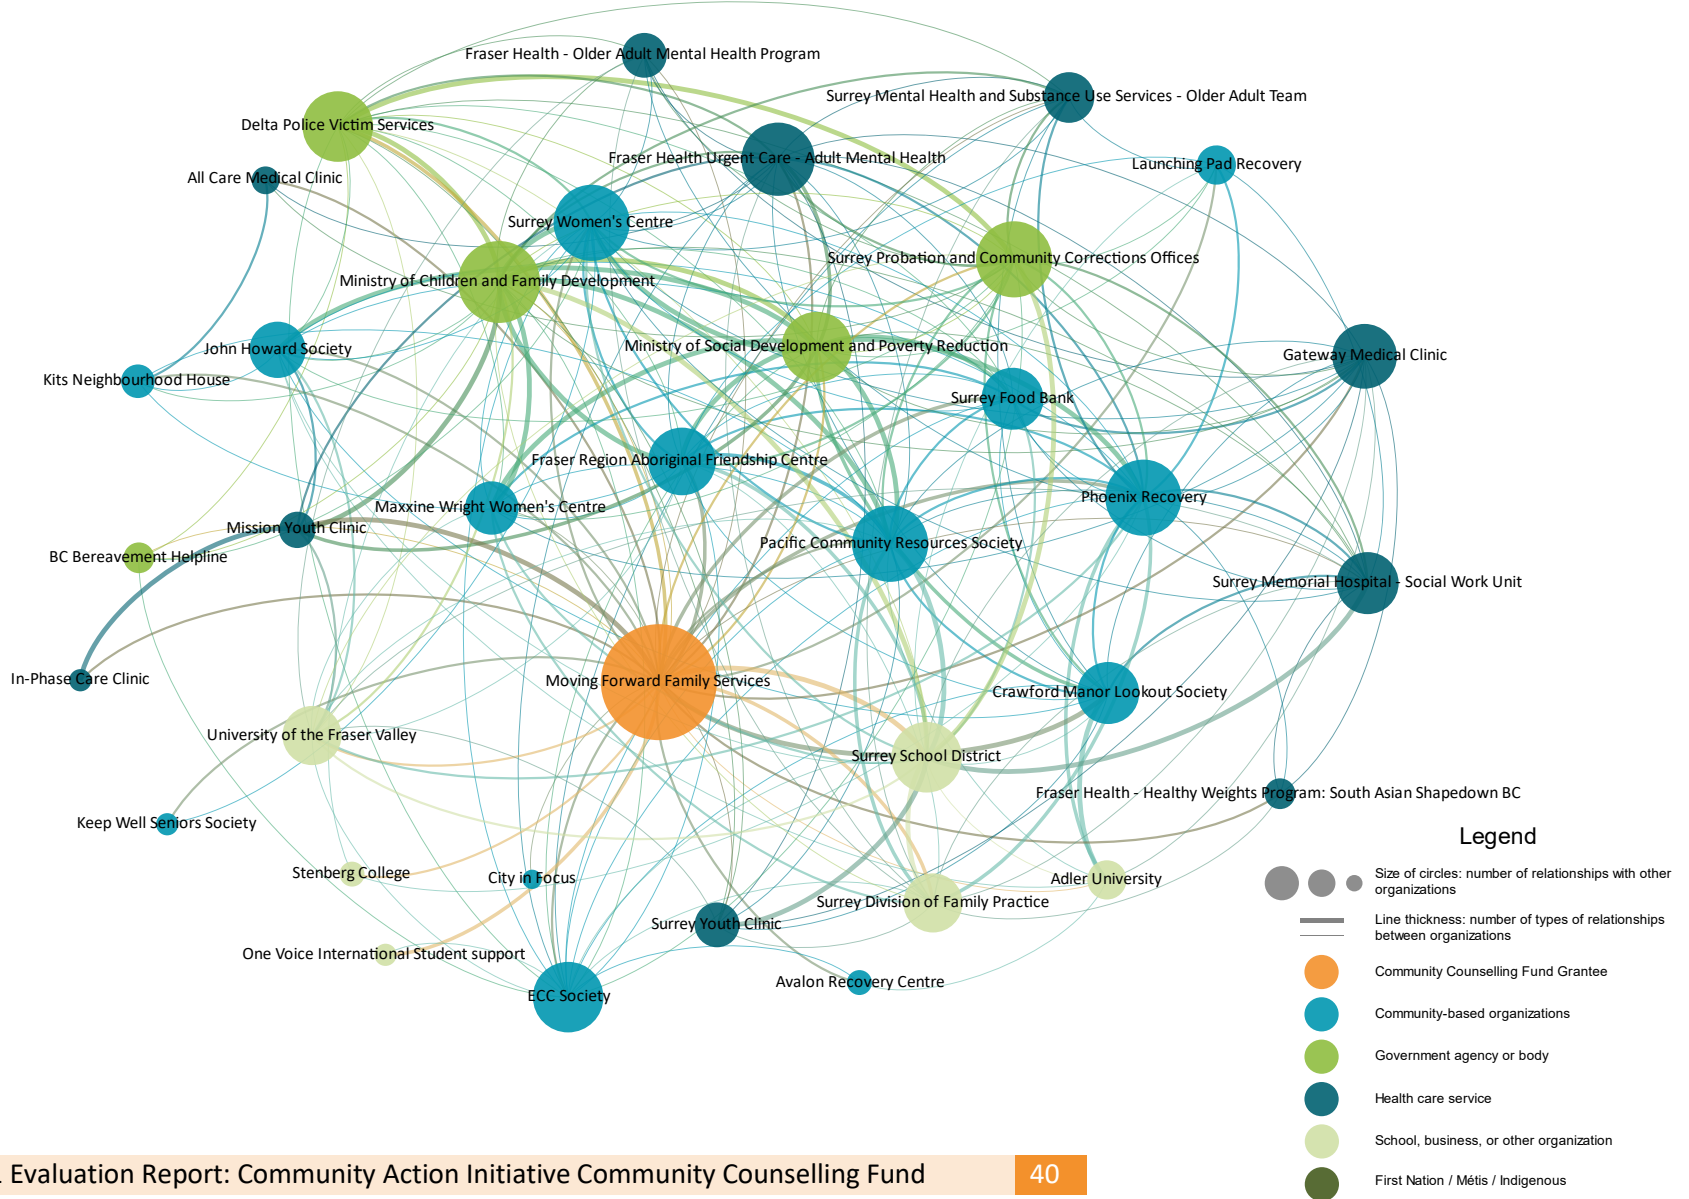 Fraser Health - Older Adult Mental Health Program
Surrey Mental Health and Substance Use Services - Older Adult Team
Delta Police Victim Services
Fraser Health Urgent Care - Adult Mental Health
Launching Pad Recovery
All Care Medical Clinic
Surrey Women's Centre
Surrey Probation and Community Corrections Offices
Ministry of Children and Family Development
John Howard Society
Ministry of Social Development and Poverty Reduction
Gateway Medical Clinic
Kits Neighbourhood House
Surrey Food Bank
Fraser Region Aboriginal Friendship Centre
Phoenix Recovery
Maxxine Wright Women's Centre
Mission Youth Clinic
Pacific Community Resources Society
BC Bereavement Helpline
Surrey Memorial Hospital - Social Work Unit
In-Phase Care Clinic
Moving Forward Family Services
Crawford Manor Lookout Society
University of the Fraser Valley
Surrey School District
Fraser Health - Healthy Weights Program: South Asian Shapedown BC
Keep Well Seniors Society
Stenberg College
City in Focus
Adler University
Surrey Division of Family Practice
Surrey Youth Clinic
One Voice International Student support
Avalon Recovery Centre
ECC Society
Legend
Size of circles: number of relationships with other
organizations
Line thickness: number of types of relationships
between organizations
Community Counselling Fund Grantee
Community-based organizations
Government agency or body
Health care service
School, business, or other organization
First Nation / Métis / Indigenous
Evaluation Report: Community Action Initiative Community Counselling Fund
40